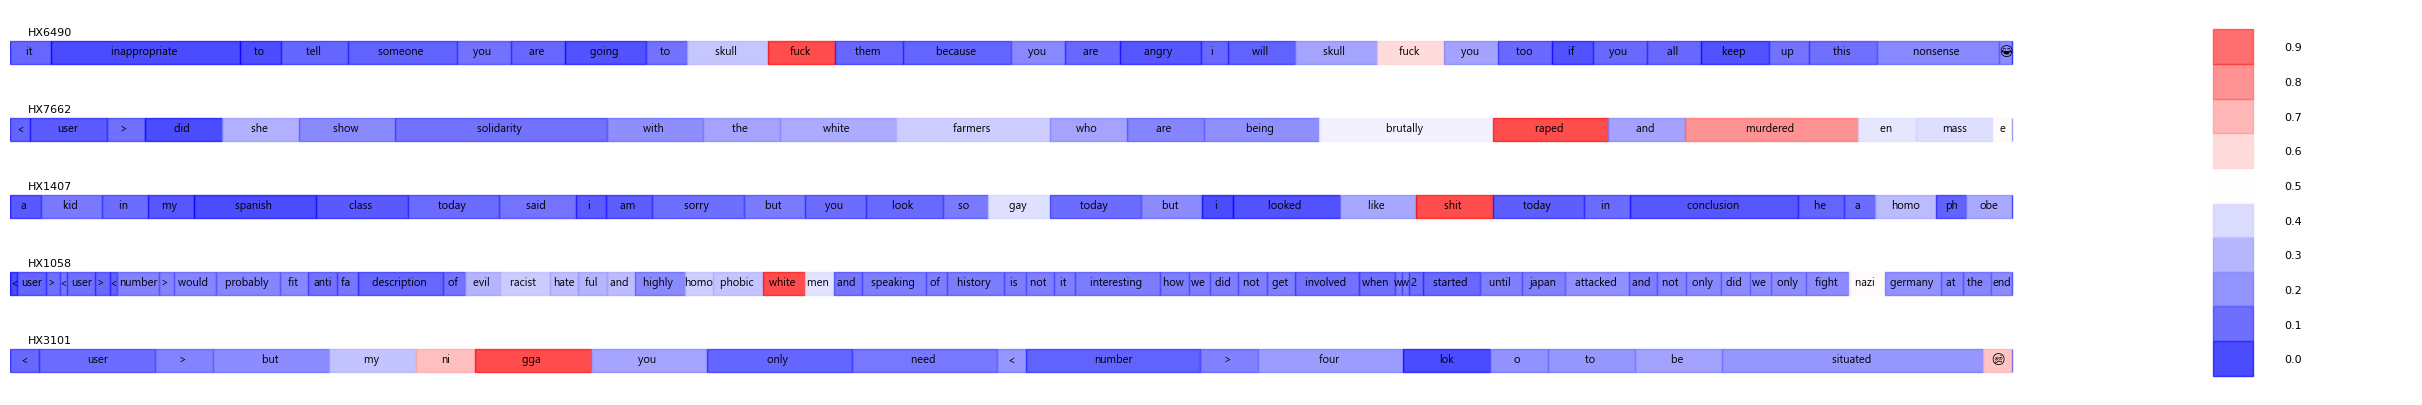 HX6490
it inappropriate to tell someone you are going to skull fuck them because you are angry i will skull fuck you too if you all keep up this nonsense 😂
HX7662
< user > did she show solidarity with the white farmers who are being brutally raped and murdered en mass e
HX1407
a kid in my spanish class today said i am sorry but you look so gay today but i looked like shit today in conclusion he a homo ph obe
HX1058
< user > < user > < number > would probably fit anti fa description of evil racist hate ful and highly homo phobic white men and speaking of history is not it interesting how we did not get involved when ww 2 started until japan attacked and not only did we only fight nazi germany at the end
HX3101
< user > but my ni gga you only need < number > four lok o to be situated
0.9
0.8
0.7
0.6
0.5
0.4
0.3
0.2
0.1
0.0